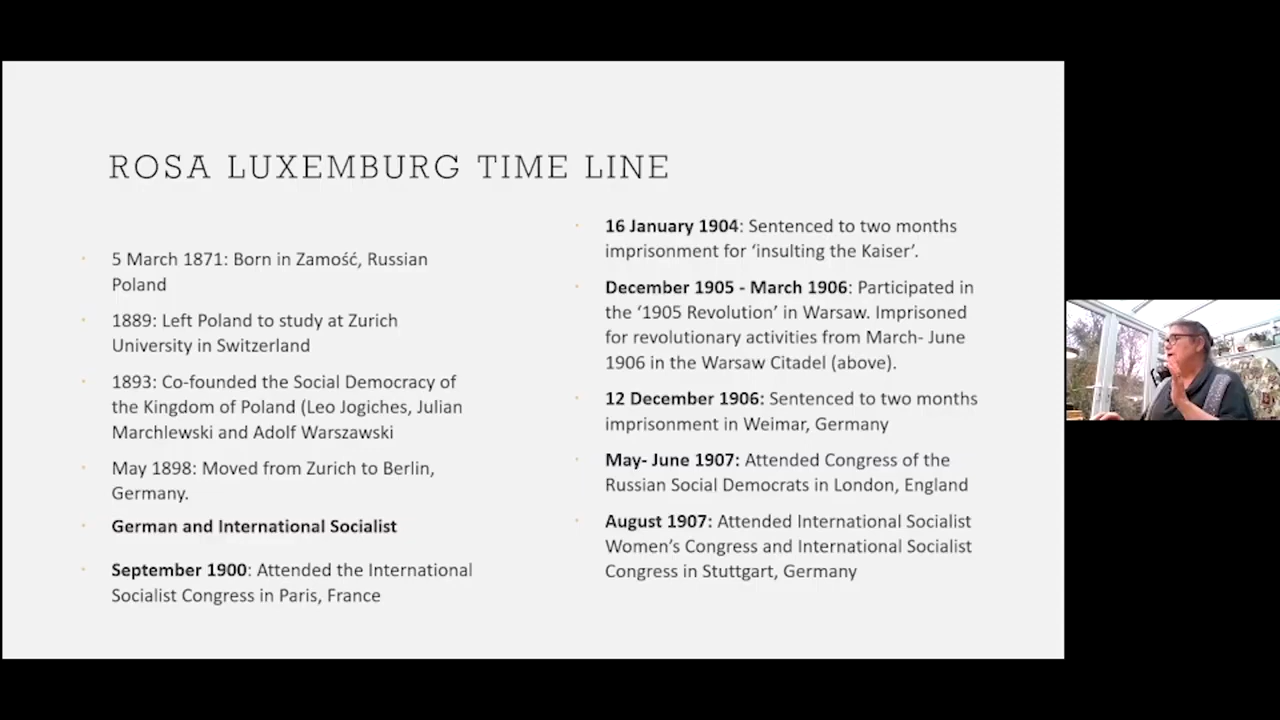 ROSA LUXEMBURG TIME LINE
5 March 1871: Born in Zamość, Russian
Poland
1889: Left Poland to study at Zurich
University in Switzerland
1893: Co-founded the Social Democracy of
the Kingdom of Poland (Leo Jogiches, Julian
Marchlewski and Adolf Warszawski
May 1898: Moved from Zurich to Berlin,
Germany.
German and International Socialist
September 1900: Attended the International
Socialist Congress in Paris, France
16 January 1904: Sentenced to two months
imprisonment for ‘insulting the Kaiser’.
December 1905 - March 1906: Participated in
the ‘1905 Revolution’ in Warsaw. Imprisoned
for revolutionary activities from March- June
1906 in the Warsaw Citadel (above).
12 December 1906: Sentenced to two months
imprisonment in Weimar, Germany
May- June 1907: Attended Congress of the
Russian Social Democrats in London, England
August 1907: Attended International Socialist
Women’s Congress and International Socialist
Congress in Stuttgart, Germany